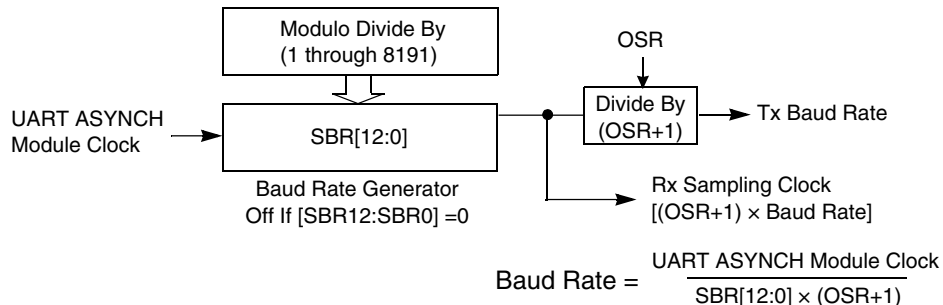 Modulo Divide By
(1 through 8191)
OSR
UART ASYNCH
Module Clock
SBR[12:0]
Divide By
(OSR+1)
Tx Baud Rate
Baud Rate Generator
Off If [SBR12:SBR0] =0
Rx Sampling Clock
[(OSR+1) × Baud Rate]
Baud Rate =
UART ASYNCH Module Clock
SBR[12:0] × (OSR+1)